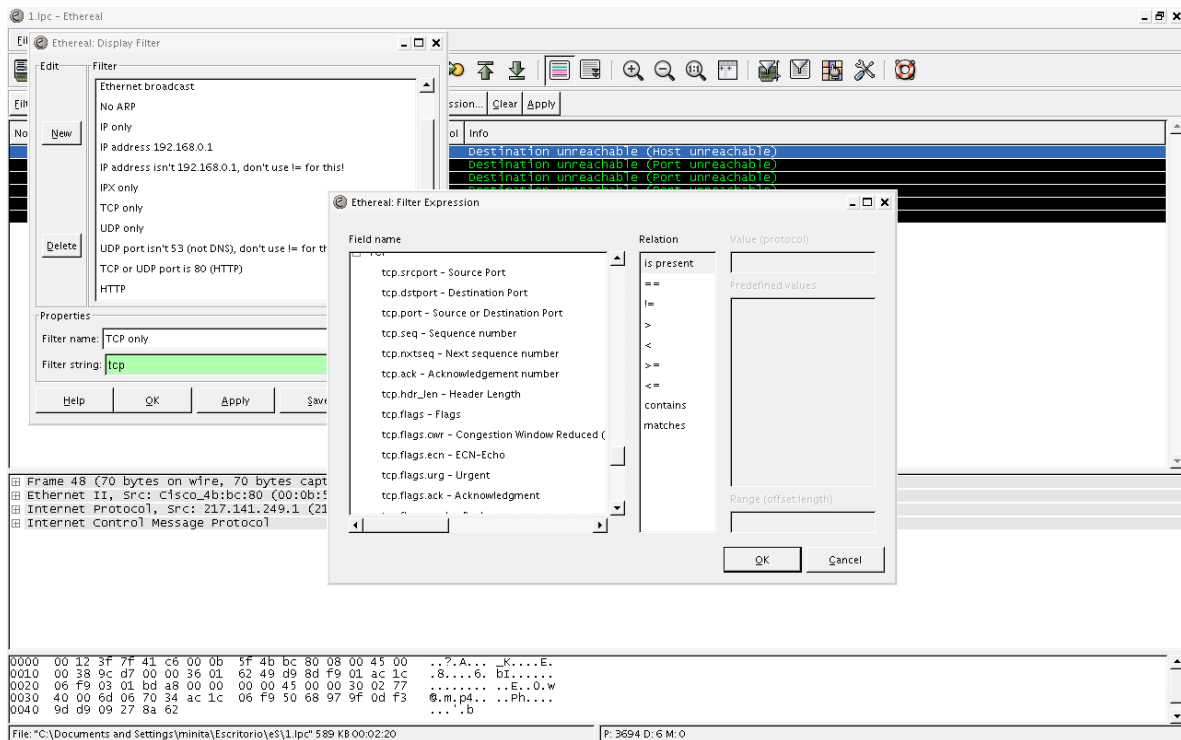 1.lpc - Ethereal
Ethereal: Display Filter
Edit
Filter
Ethernet broadcast
No ARP
IP only
New
IP address 192.168.0.1
IP address isn't 192.168.0.1, don't use != for this!
IPX only
TCP only
UDP only
Delete
UDP port isn't 53 (not DNS), don't use != for th
TCP or UDP port is 80 (HTTP)
HTTP
Properties
Filter name: TCP only
Filter string: tcp
Help OK Apply Save
ssion... Clear Apply
No
ol Info
Destination unreachable (Host unreachable)
Destination unreachable (Port unreachable)
Destination unreachable (Port unreachable)
Ethereal: Filter Expression
Field name
tcp.srcport - Source Port
tcp.dstport - Destination Port
tcp.port - Source or Destination Port
tcp.seq - Sequence number
tcp.nxtseq - Next sequence number
tcp.ack - Acknowledgement number
tcp.hdr_len - Header Length
tcp.flags - Flags
tcp.flags.cwr - Congestion Window Reduced (
tcp.flags.ecn - ECN-Echo
tcp.flags.urg - Urgent
tcp.flags.ack - Acknowledgment
Relation
is present
==
!=
>
<
>=
<=
contains
matches
Value (protocol)
Predefined values:
Range (offset:length)
OK Cancel
Frame 48 (70 bytes on wire, 70 bytes capt
Ethernet II, Src: Cisco_4b:bc:80 (00:0b:5
Internet Protocol, Src: 217.141.249.1 (21
Internet Control Message Protocol
0000 00 12 3f 7f 41 c6 00 0b 5f 4b bc 80 08 00 45 00 ..?.A... _K....E.
0010 00 38 9c d7 00 00 36 01 62 49 d9 8d f9 01 ac 1c .8....6. bI......
0020 06 f9 03 01 bd a8 00 00 00 00 45 00 00 30 02 77 ........ ..E..0.w
0030 40 00 6d 06 70 34 ac 1c 06 f9 50 68 97 9f 0d f3 @.m.p4.. ..Ph....
0040 9d d9 09 27 8a 62 ...'.b
File: "C:\Documents and Settings\minita\Escritorio\eS\1.lpc" 589 KB 00:02:20
P: 3694 D: 6 M: 0